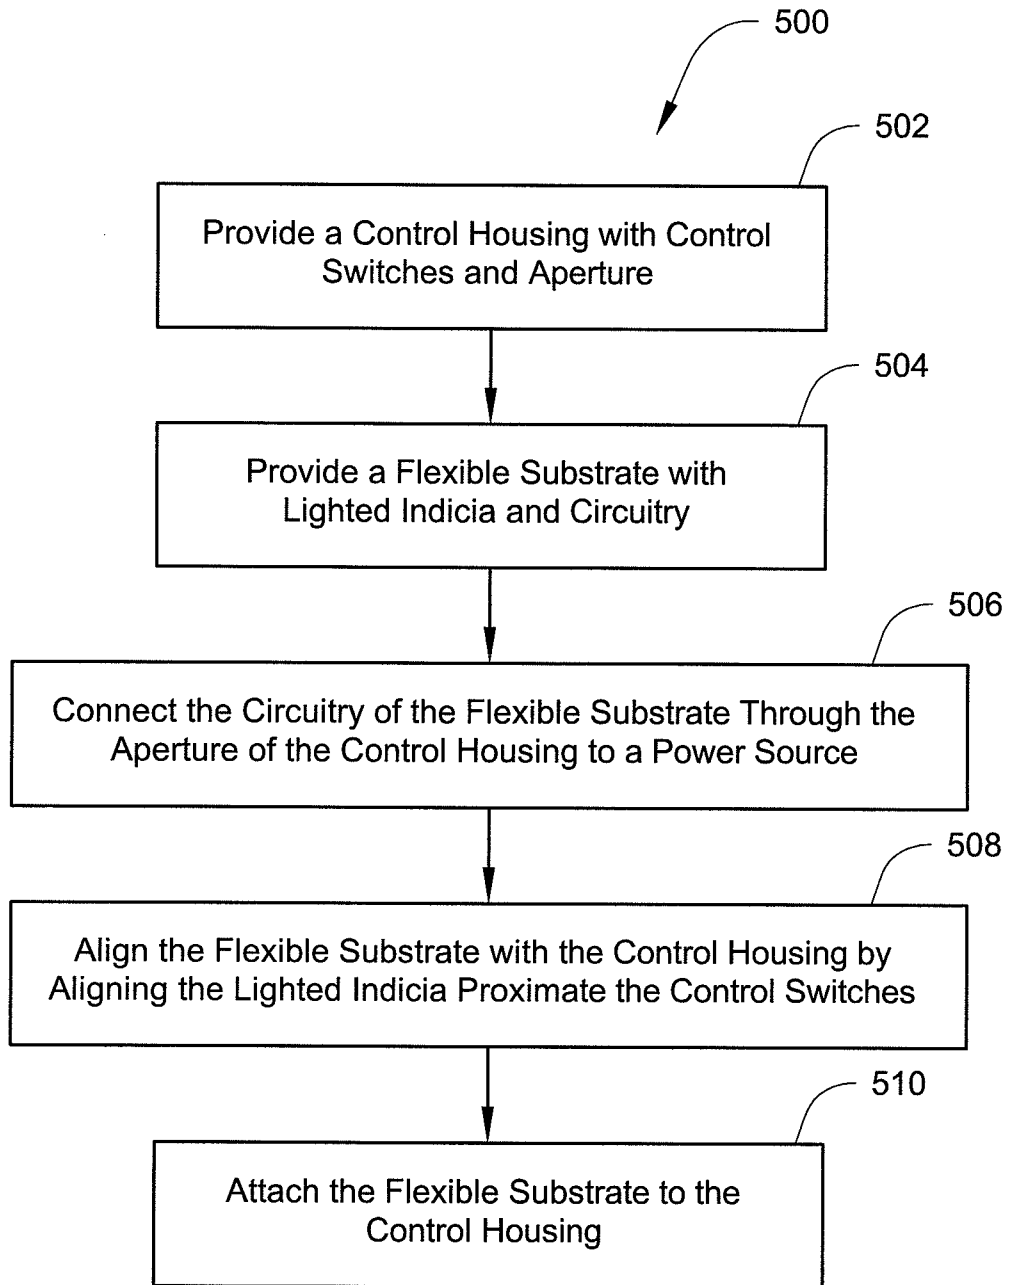 500
502
Provide a Control Housing with Control
Switches and Aperture
504
Provide a Flexible Substrate with
Lighted Indicia and Circuitry
506
Connect the Circuitry of the Flexible Substrate Through the
Aperture of the Control Housing to a Power Source
508
Align the Flexible Substrate with the Control Housing by
Aligning the Lighted Indicia Proximate the Control Switches
510
Attach the Flexible Substrate to the
Control Housing